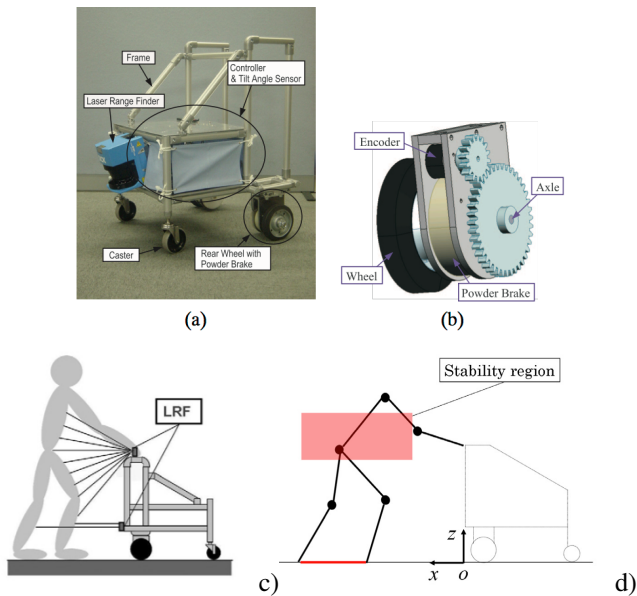 Frame
Controller
& Tilt Angle Sensor
Laser Range Finder
Caster
Rear Wheel with
Powder Brake
(a)
Encoder
Axle
Wheel
Powder Brake
(b)
LRF
c)
Stability region
z
x
o
d)